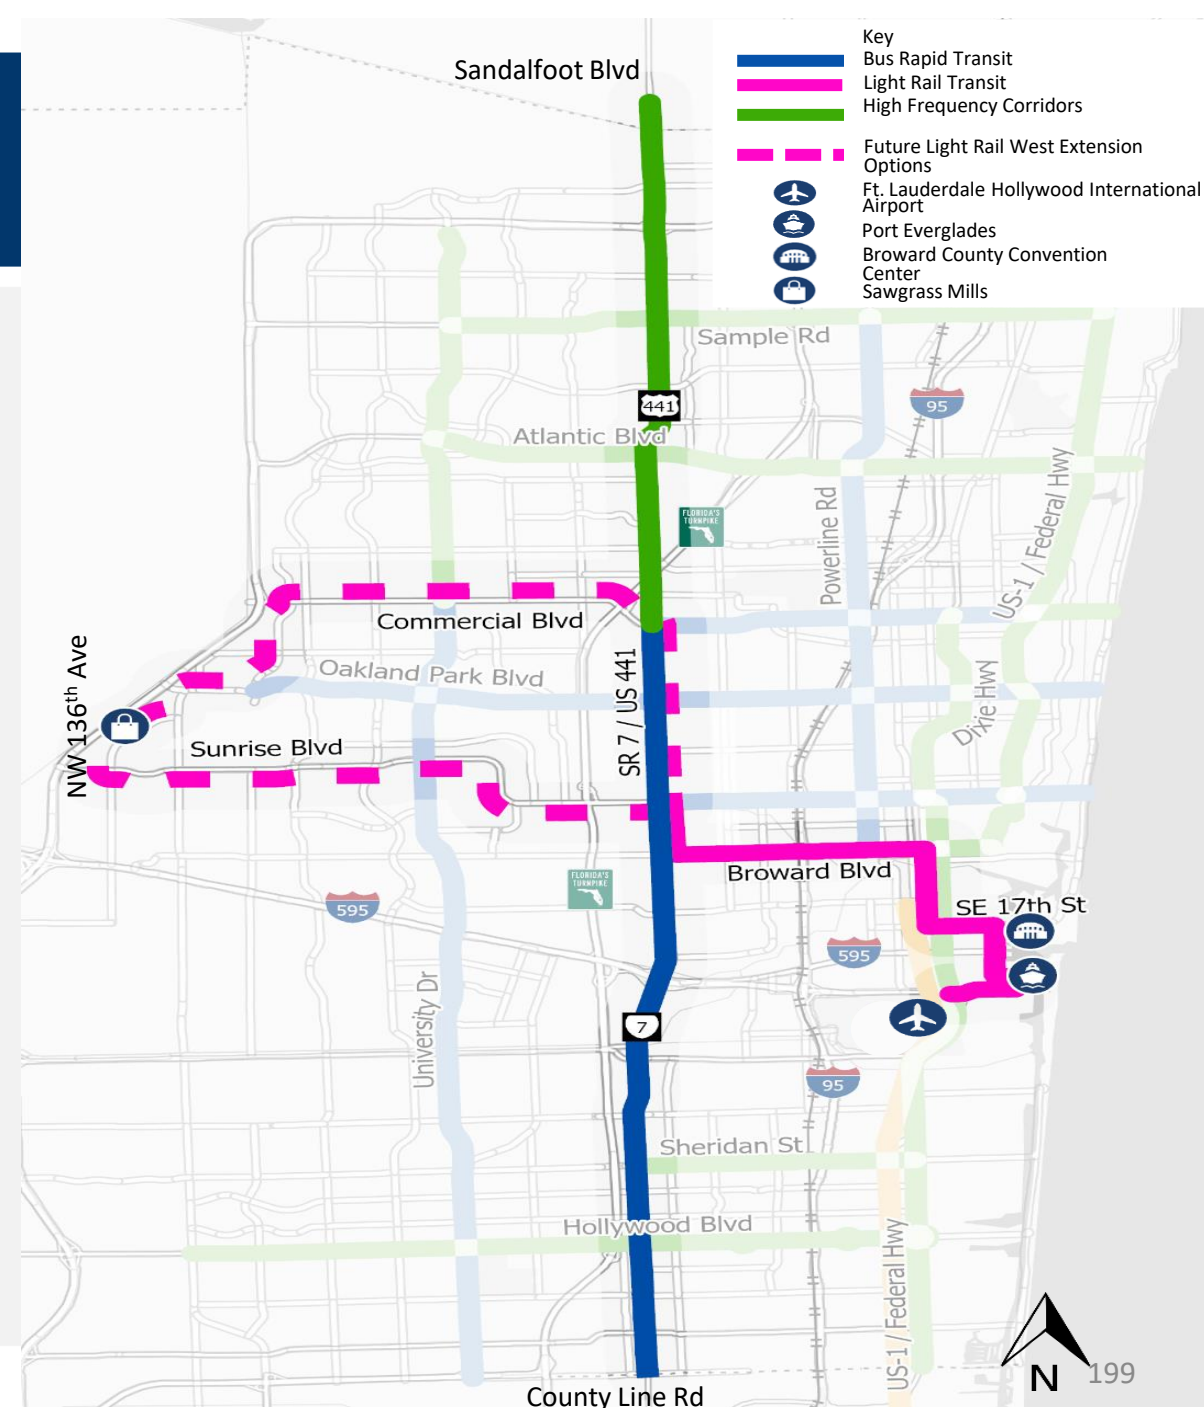 Sandalfoot Blvd
Key
Bus Rapid Transit
Light Rail Transit
High Frequency Corridors
Future Light Rail West Extension
Options
Ft. Lauderdale Hollywood International
Airport
Port Everglades
Broward County Convention
Center
Sawgrass Mills
Sample Rd
441
95
Atlantic Blvd
FLORIDA'S
TURNPIKE
Powerline Rd
US-1 / Federal Hwy
Commercial Blvd
NW 136th Ave
Oakland Park Blvd
SR 7 / US 441
Dixie Hwy
Sunrise Blvd
Broward Blvd
FLORIDA'S
TURNPIKE
595
SE 17th St
595
University Dr
7
95
Sheridan St
Hollywood Blvd
US-1 / Federal Hwy
N
199
County Line Rd